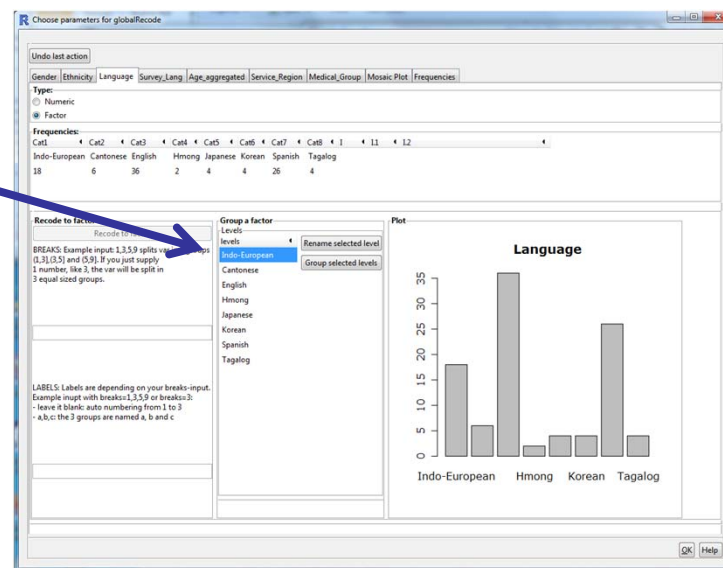 Choose parameters for globalRecode
Undo last action
Gender Ethnicity Language Survey_Lang Age_aggregated Service_Region Medical_Group Mosaic Plot Frequencies
Type:
Numeric
Factor
Frequencies:
Cat1 Cat2 Cat3 Cat4 Cat5 Cat6 Cat7 Cat8 I I.1 I.2
Indo-European Cantonese English Hmong Japanese Korean Spanish Tagalog
18 6 36 2 4 4 26 4
Recode to factor
Recode to
BREAKS: Example input: 1,3,5,9 splits var
(1,3],(3,5] and (5,9]. If you just supply
1 number, like 3, the var will be split in
3 equal sized groups.
LABELS: Labels are depending on your breaks-input.
Example inupt with breaks=1,3,5,9 or breaks=3:
- leave it blank: auto numbering from 1 to 3
- a,b,c: the 3 groups are named a, b and c
Group a factor
Levels
levels
Indo-European
Cantonese
English
Hmong
Japanese
Korean
Spanish
Tagalog
Rename selected level
Group selected levels
Plot
Language
35
30
25
20
15
10
5
0
Indo-European Hmong Korean Tagalog
OK Help